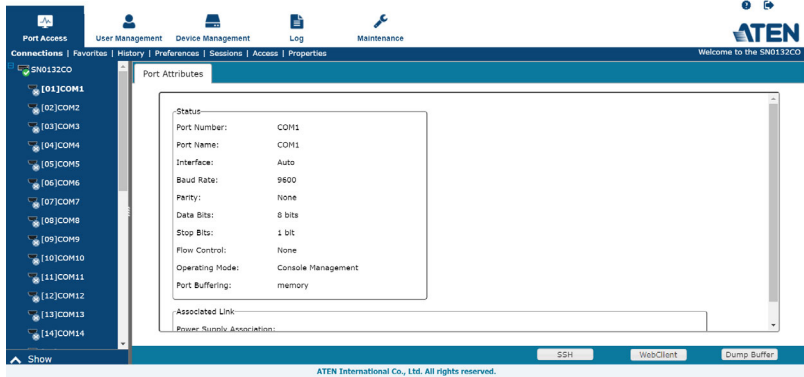 ATEN
Port Access User Management Device Management Log Maintenance
Connections | Favorites | History | Preferences | Sessions | Access | Properties Welcome to the SN0132CO
SN0132CO
[01]COM1
[02]COM2
[03]COM3
[04]COM4
[05]COM5
[06]COM6
[07]COM7
[08]COM8
[09]COM9
[10]COM10
[11]COM11
[12]COM12
[13]COM13
[14]COM14
Show
Port Attributes
Status
Port Number: COM1
Port Name: COM1
Interface: Auto
Baud Rate: 9600
Parity: None
Data Bits: 8 bits
Stop Bits: 1 bit
Flow Control: None
Operating Mode: Console Management
Port Buffering: memory
Associated Link
Power Supply Association:
SSH WebClient Dump Buffer
ATEN International Co., Ltd. All rights reserved.